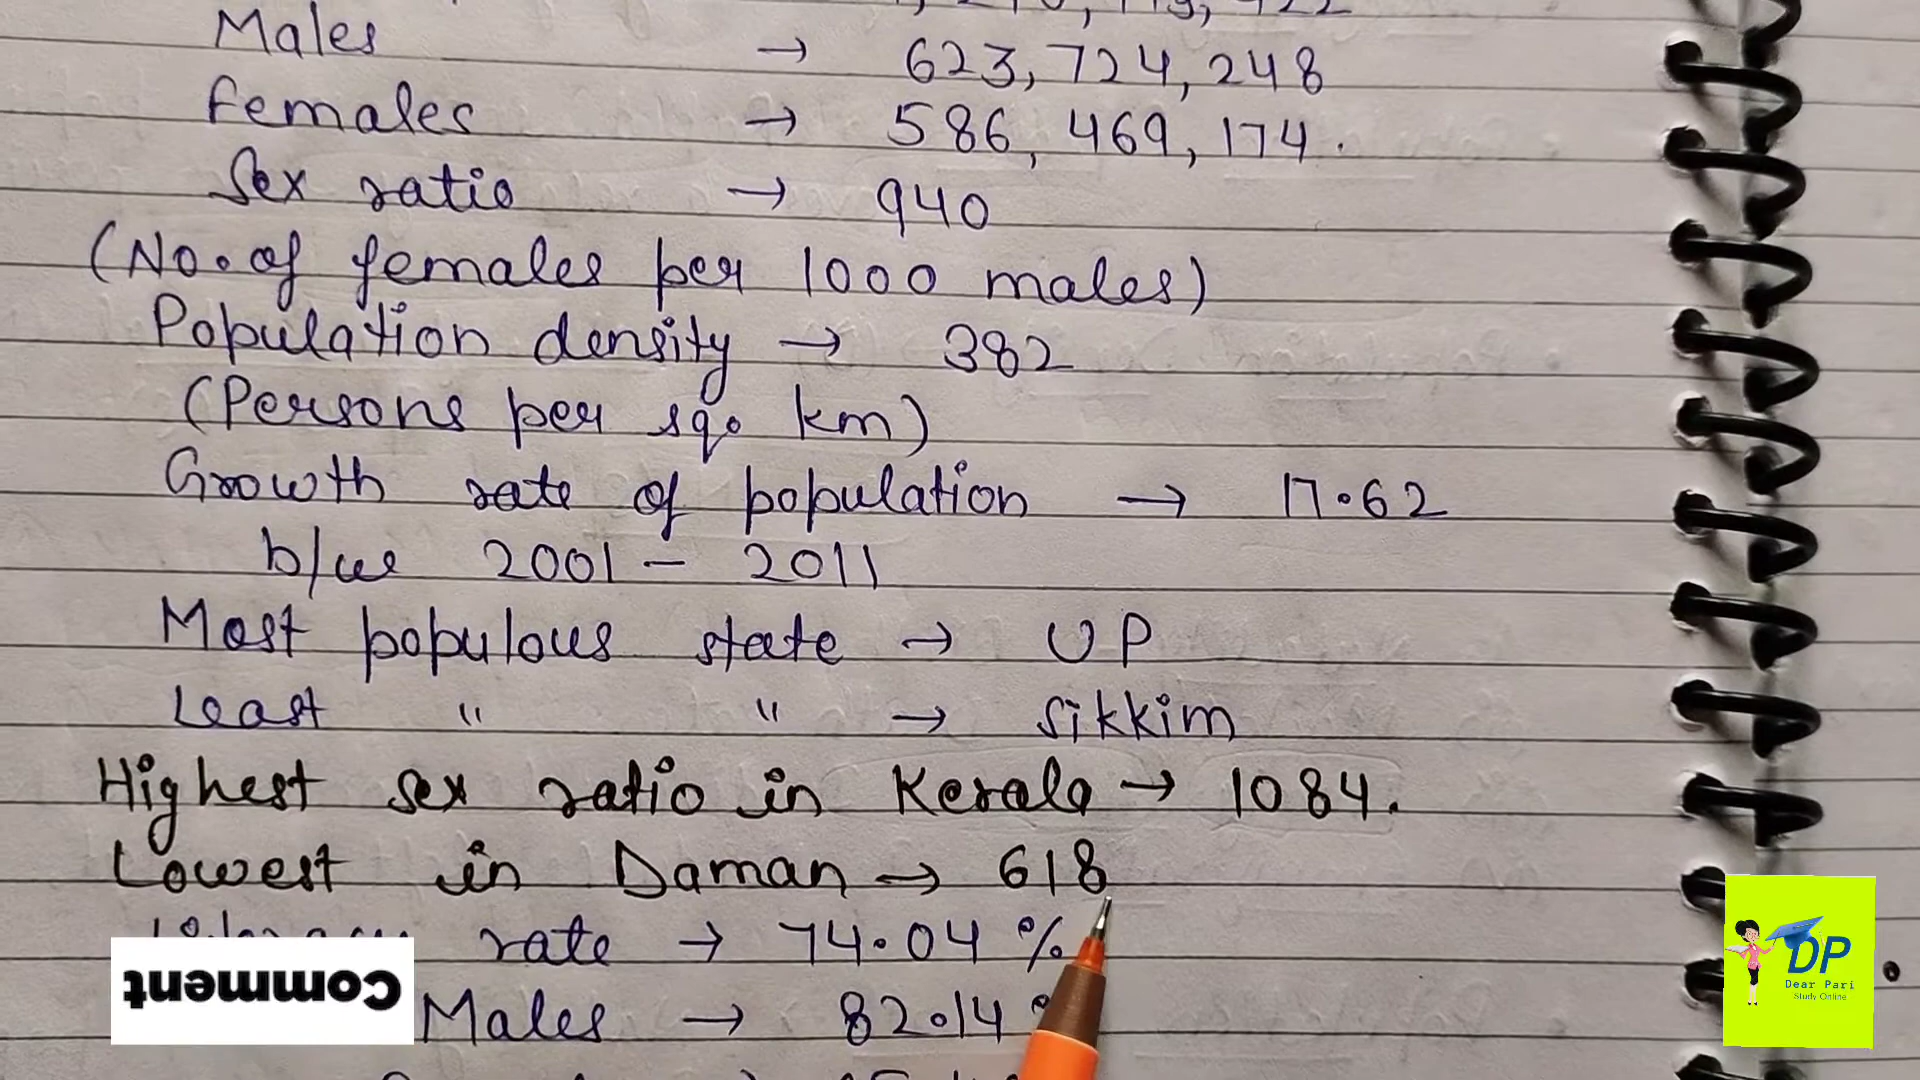 Males → 623,724,248
Females → 586,469,174.
Sex ratio → 940
(No. of females per 1000 males)
Population density → 382
(Persons per sq. km)
Growth rate of population → 17.62
b/w 2001 - 2011
Most populous state → UP
Least " " → Sikkim
Highest sex ratio in Kerala → 1084.
Lowest in Daman → 618
rate → 74.04 %
Males → 82.14
Comment
DP
Dear Pari
Study Online